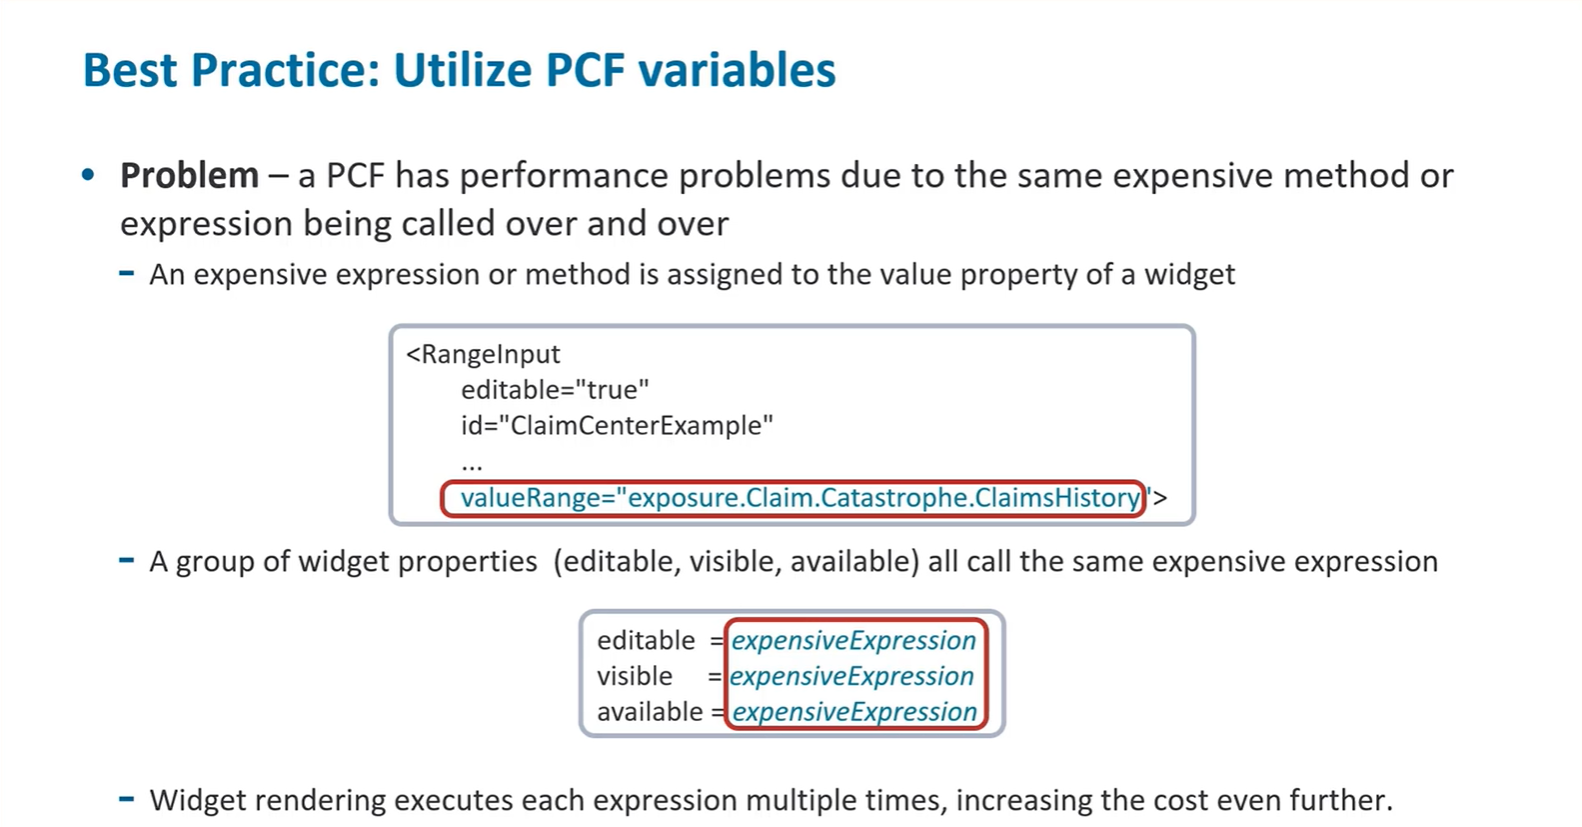 Best Practice: Utilize PCF variables
• Problem – a PCF has performance problems due to the same expensive method or
expression being called over and over
– An expensive expression or method is assigned to the value property of a widget
<RangeInput
editable="true"
id="ClaimCenterExample"
...
valueRange="exposure.Claim.Catastrophe.ClaimsHistory">
– A group of widget properties (editable, visible, available) all call the same expensive expression
editable =expensiveExpression
visible =expensiveExpression
available =expensiveExpression
– Widget rendering executes each expression multiple times, increasing the cost even further.